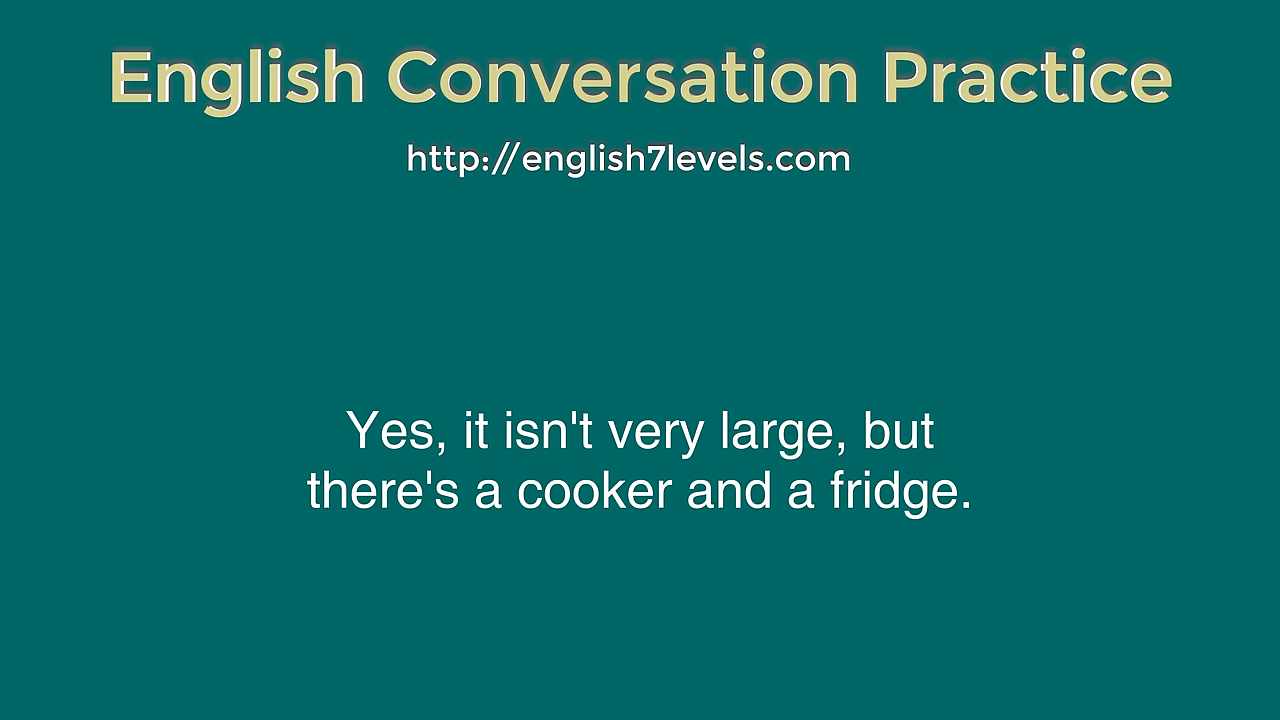 English Conversation Practice
http://english7levels.com
Yes, it isn't very large, but
there's a cooker and a fridge.